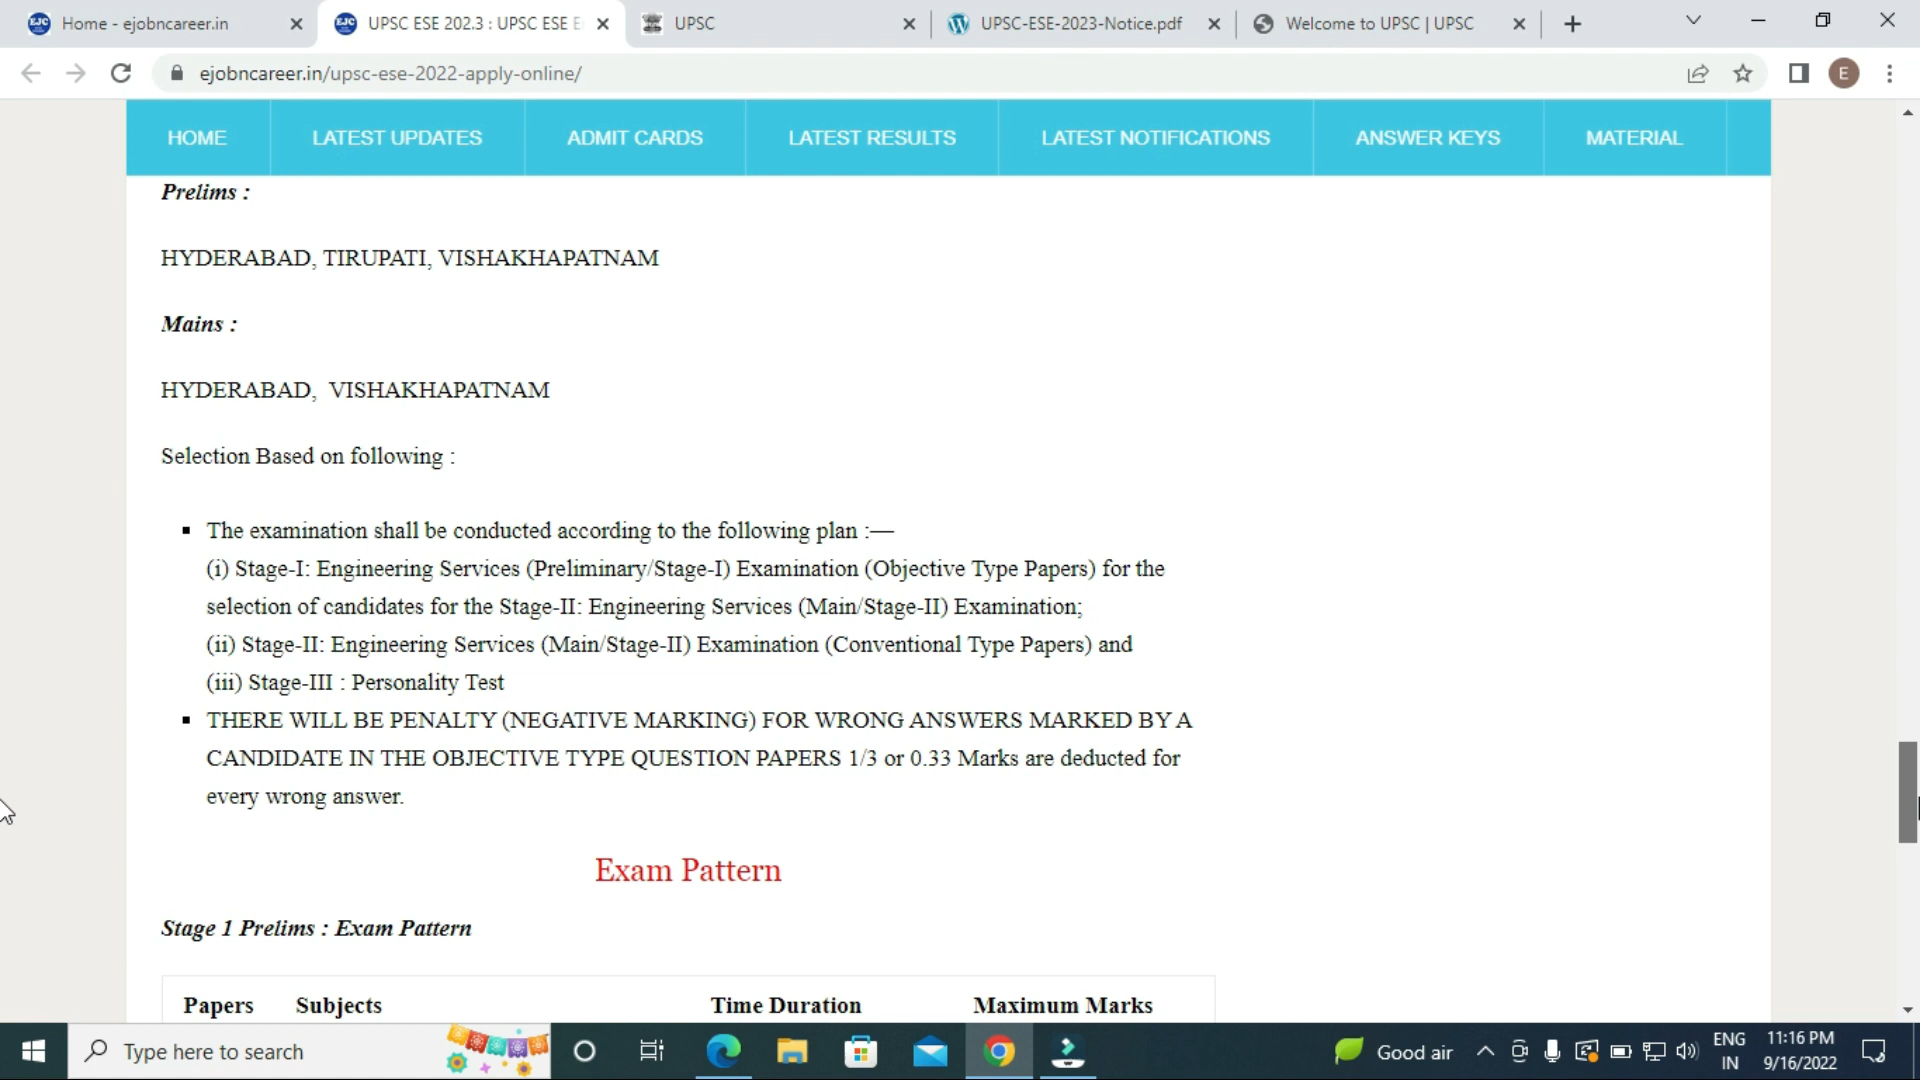 Home - ejobncareer.in
UPSC ESE 202.3 : UPSC ESE E
UPSC
UPSC-ESE-2023-Notice.pdf
Welcome to UPSC | UPSC
ejobncareer.in/upsc-ese-2022-apply-online/
E
HOME
LATEST UPDATES
ADMIT CARDS
LATEST RESULTS
LATEST NOTIFICATIONS
ANSWER KEYS
MATERIAL
Prelims :
HYDERABAD, TIRUPATI, VISHAKHAPATNAM
Mains :
HYDERABAD, VISHAKHAPATNAM
Selection Based on following :
The examination shall be conducted according to the following plan :—
(i) Stage-I: Engineering Services (Preliminary/Stage-I) Examination (Objective Type Papers) for the
selection of candidates for the Stage-II: Engineering Services (Main/Stage-II) Examination;
(ii) Stage-II: Engineering Services (Main/Stage-II) Examination (Conventional Type Papers) and
(iii) Stage-III : Personality Test
THERE WILL BE PENALTY (NEGATIVE MARKING) FOR WRONG ANSWERS MARKED BY A
CANDIDATE IN THE OBJECTIVE TYPE QUESTION PAPERS 1/3 or 0.33 Marks are deducted for
every wrong answer.
Exam Pattern
Stage 1 Prelims : Exam Pattern
Papers Subjects Time Duration Maximum Marks
Type here to search
Good air
ENG
IN
11:16 PM
9/16/2022